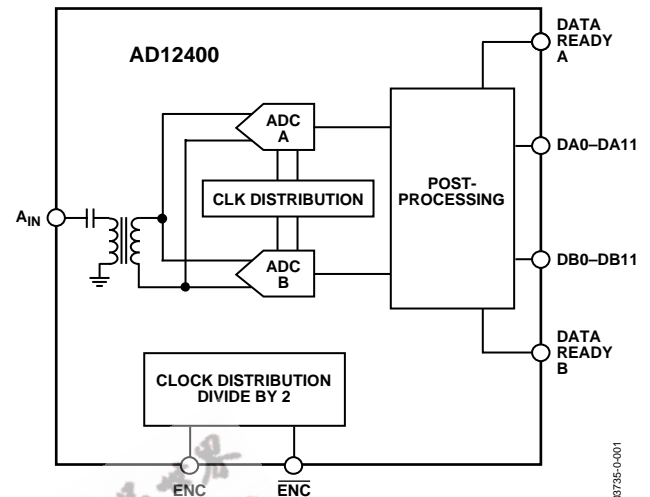 AD12400
DATA
READY
A
ADC
A
DA0–DA11
CLK DISTRIBUTION
POST-
PROCESSING
AIN
ADC
B
DB0–DB11
DATA
READY
B
CLOCK DISTRIBUTION
DIVIDE BY 2
ENC
ENC